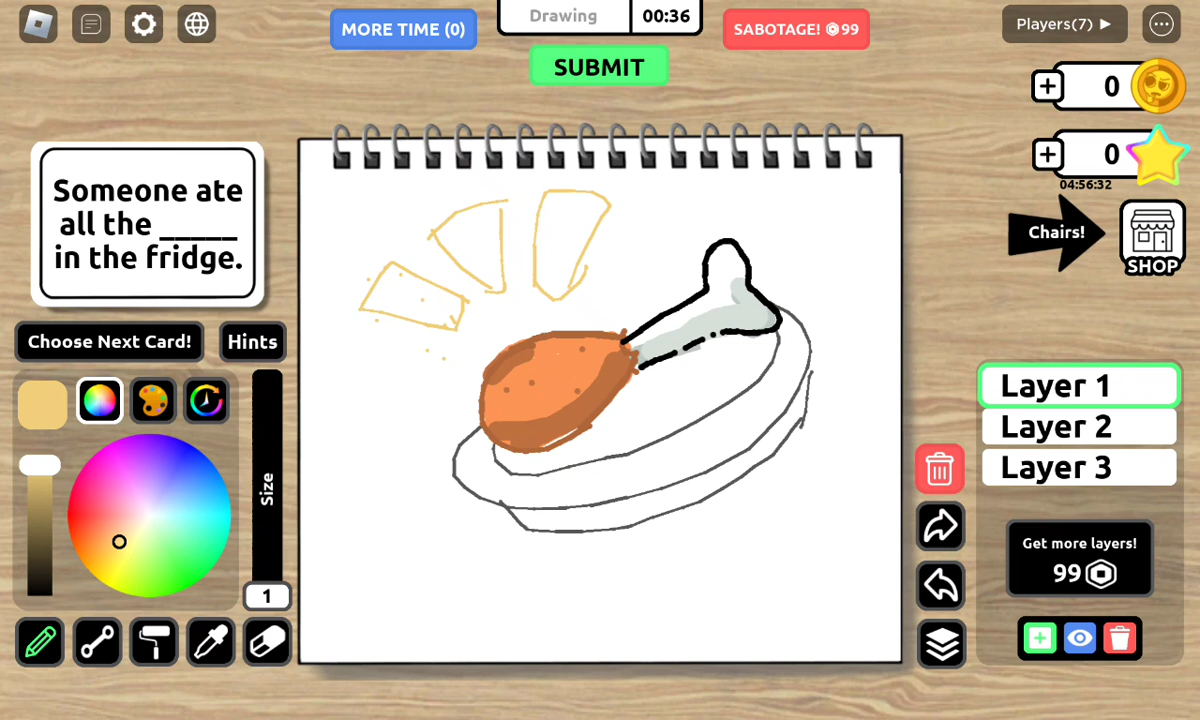 MORE TIME (0)
Drawing
00:36
SABOTAGE! 99
Players(7)
SUBMIT
0
0
04:56:32
Someone ate
all the _____
in the fridge.
Chairs!
SHOP
Choose Next Card!
Hints
Size
1
Layer 1
Layer 2
Layer 3
Get more layers!
99